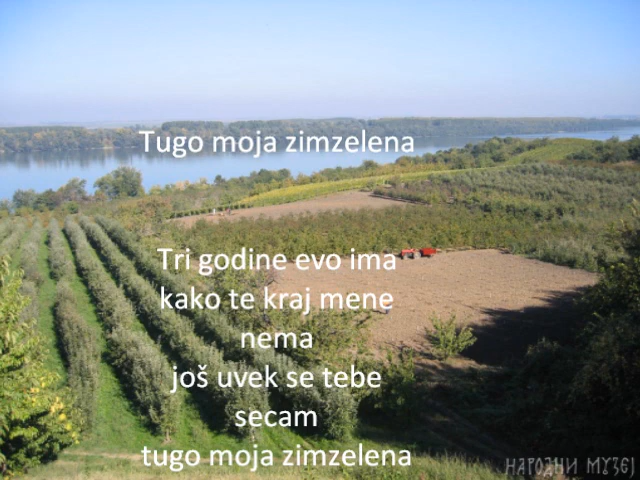 Tugo moja zimzelena
Tri godine evo ima
kako te kraj mene
nema
još uvek se tebe
secam
tugo moja zimzelena
НАРОДНИ МУЗЕЈ